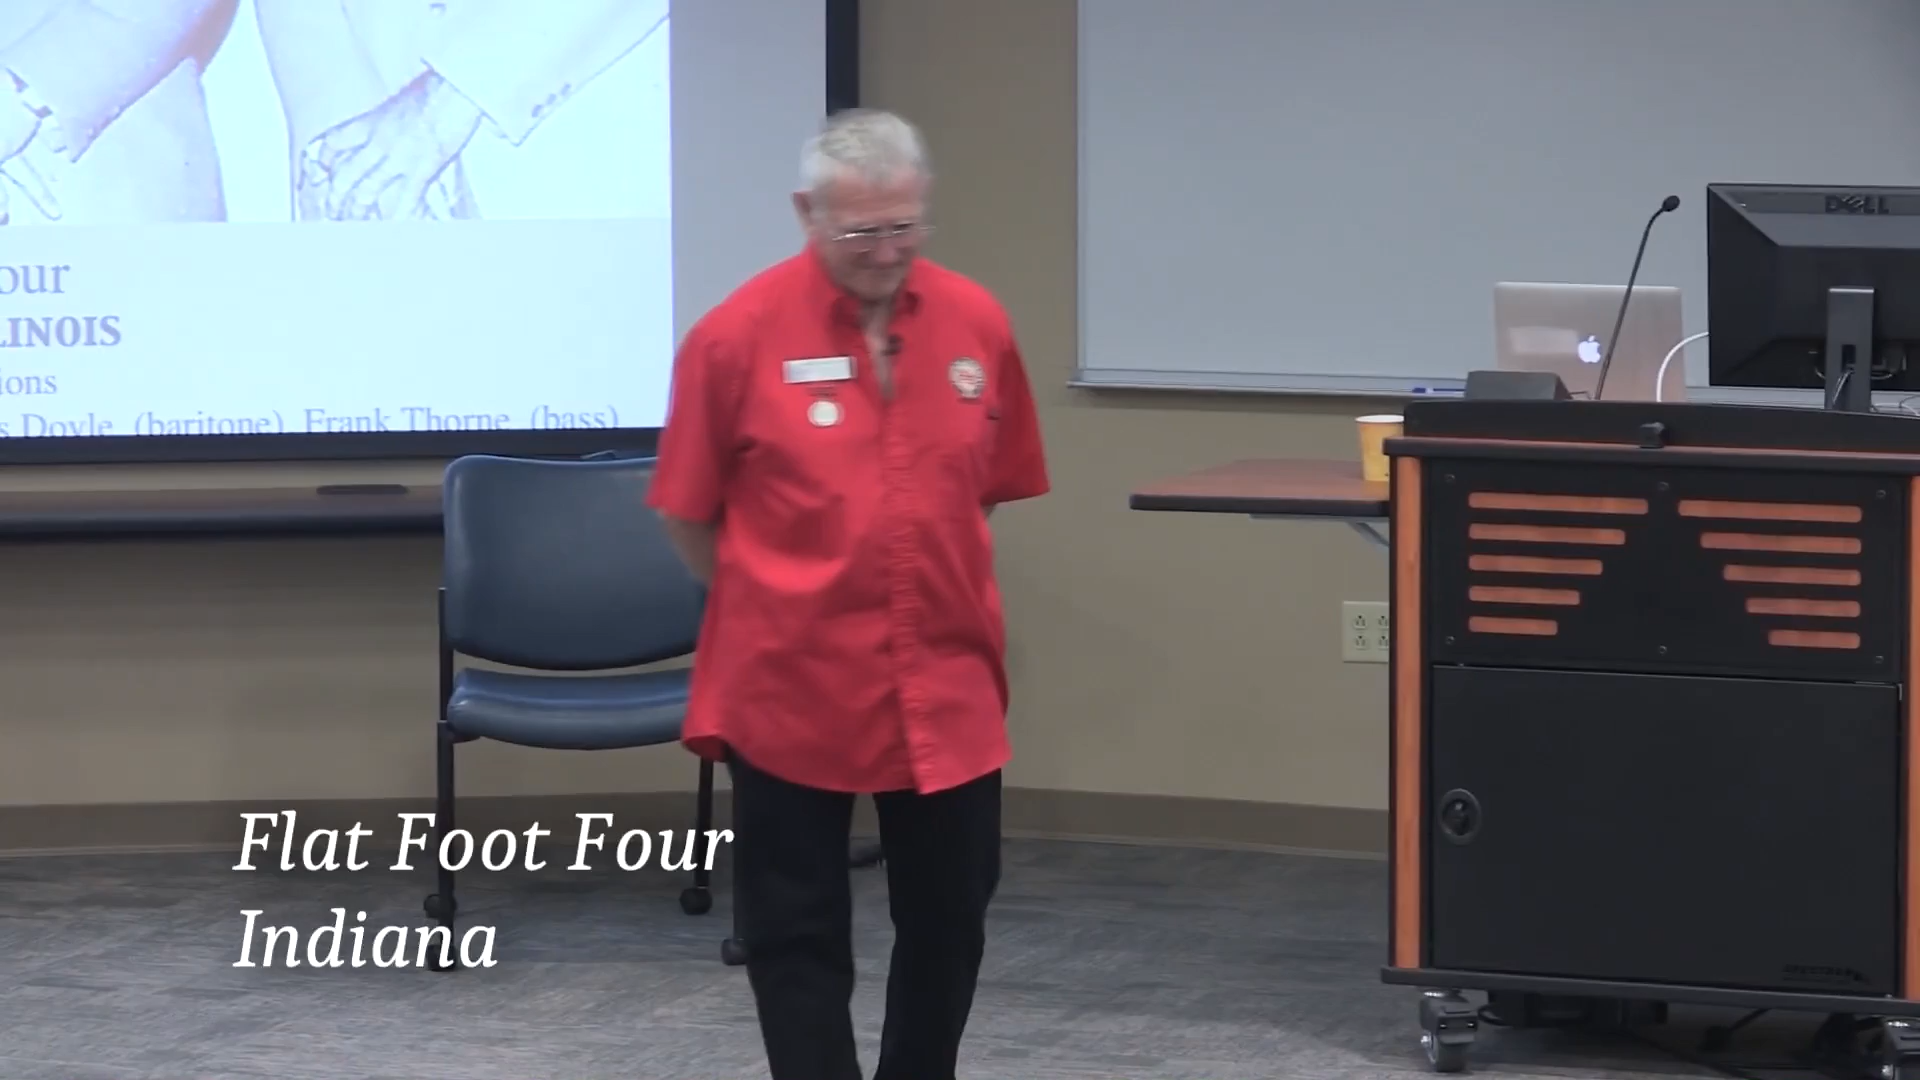 our
LINOIS
ions
s Doyle (baritone) Frank Thorne (bass)
DELL
Flat Foot Four
Indiana